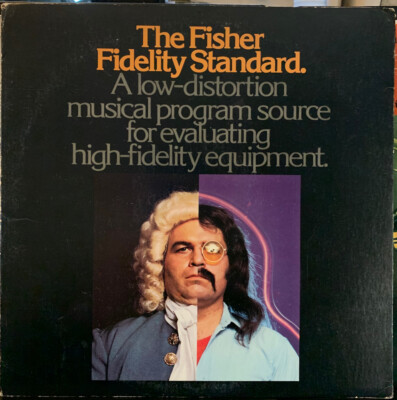 The Fisher
Fidelity Standard.
A low-distortion
musical program source
for evaluating
high-fidelity equipment.